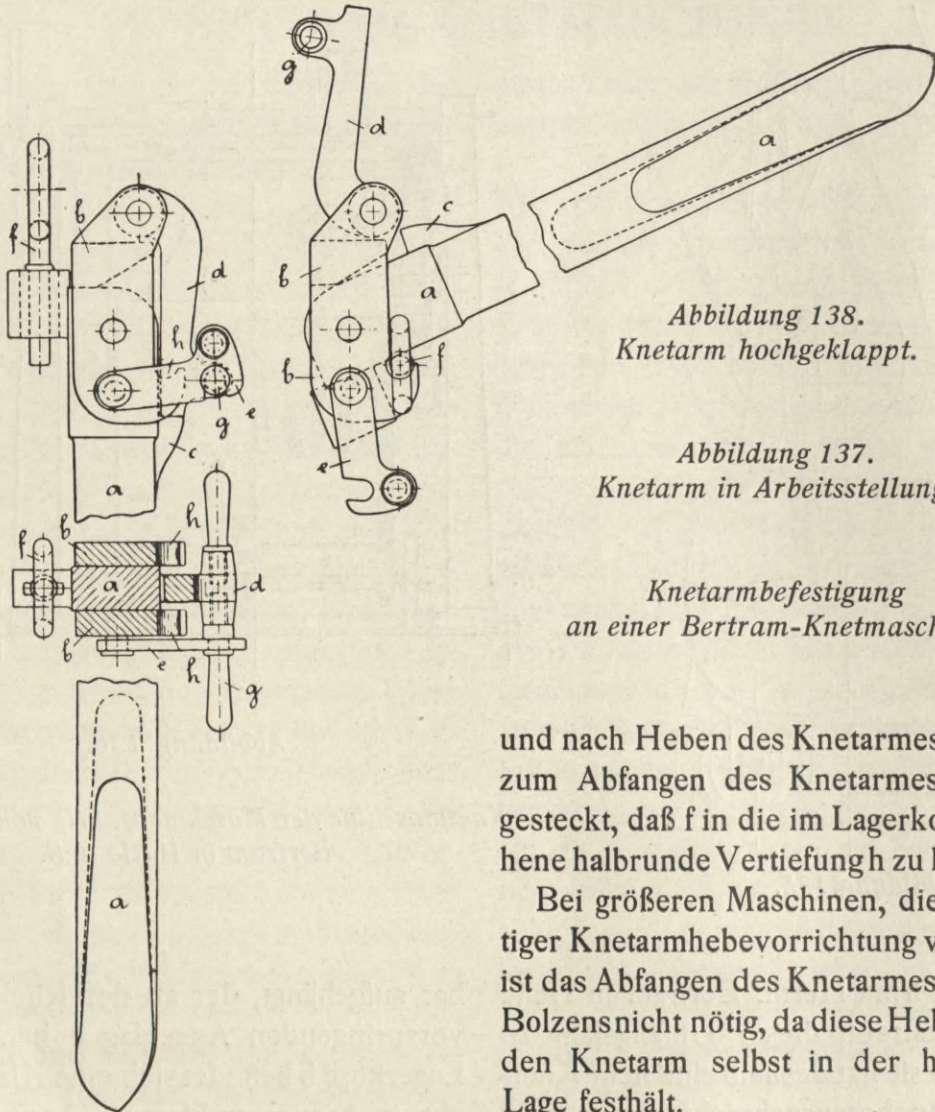 g
d
b
f
c
a
d
a
h
b
a
b
f
g
e
c
e
a
Abbildung 138.
Knetarm hochgeklappt.
Abbildung 137.
Knetarm in Arbeitsstellung
h
b
f
a
d
b
e
h
g
a
Knetarmbefestigung
an einer Bertram-Knetmasch
und nach Heben des Knetarmes
zum Abfangen des Knetarmes
gesteckt, daß f in die im Lagerko
hene halbrunde Vertiefung h zu
Bei größeren Maschinen, die
tiger Knetarmhebevorrichtung v
ist das Abfangen des Knetarmes
Bolzens nicht nötig, da diese Heb
den Knetarm selbst in der h
Lage festhält.